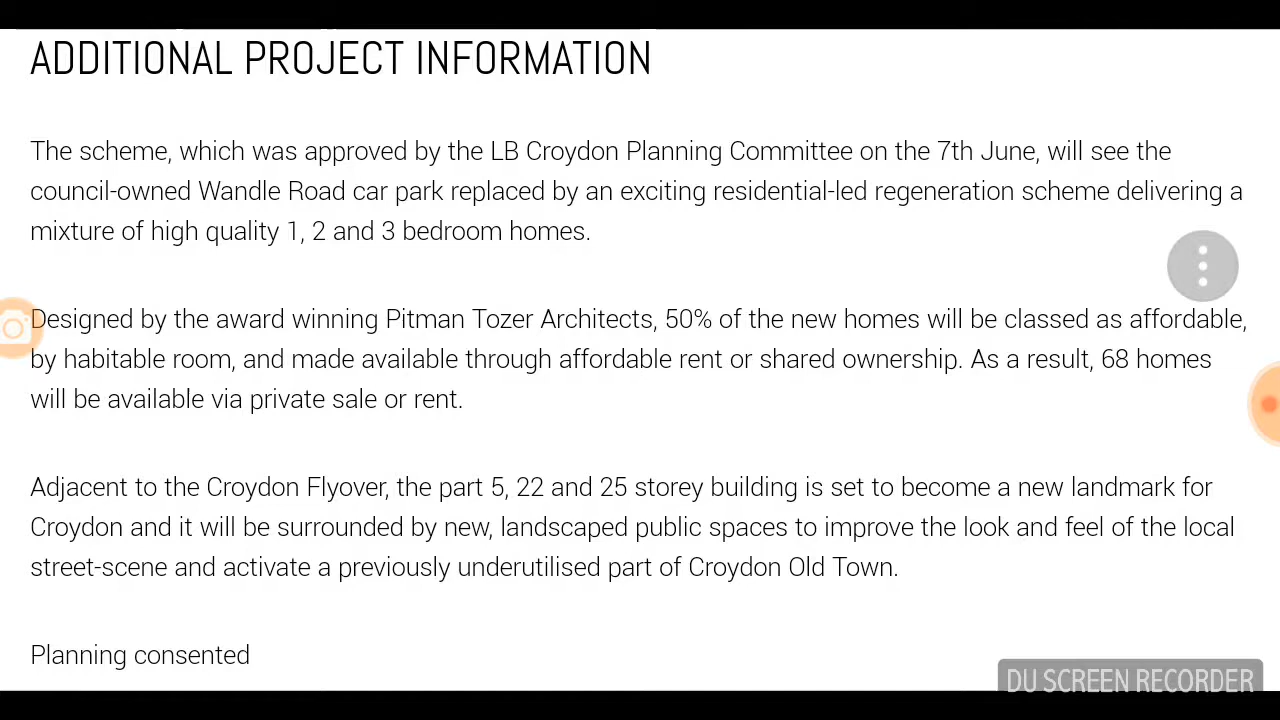 ADDITIONAL PROJECT INFORMATION
The scheme, which was approved by the LB Croydon Planning Committee on the 7th June, will see the
council-owned Wandle Road car park replaced by an exciting residential-led regeneration scheme delivering a
mixture of high quality 1, 2 and 3 bedroom homes.
Designed by the award winning Pitman Tozer Architects, 50% of the new homes will be classed as affordable,
by habitable room, and made available through affordable rent or shared ownership. As a result, 68 homes
will be available via private sale or rent.
Adjacent to the Croydon Flyover, the part 5, 22 and 25 storey building is set to become a new landmark for
Croydon and it will be surrounded by new, landscaped public spaces to improve the look and feel of the local
street-scene and activate a previously underutilised part of Croydon Old Town.
Planning consented
DU SCREEN RECORDER